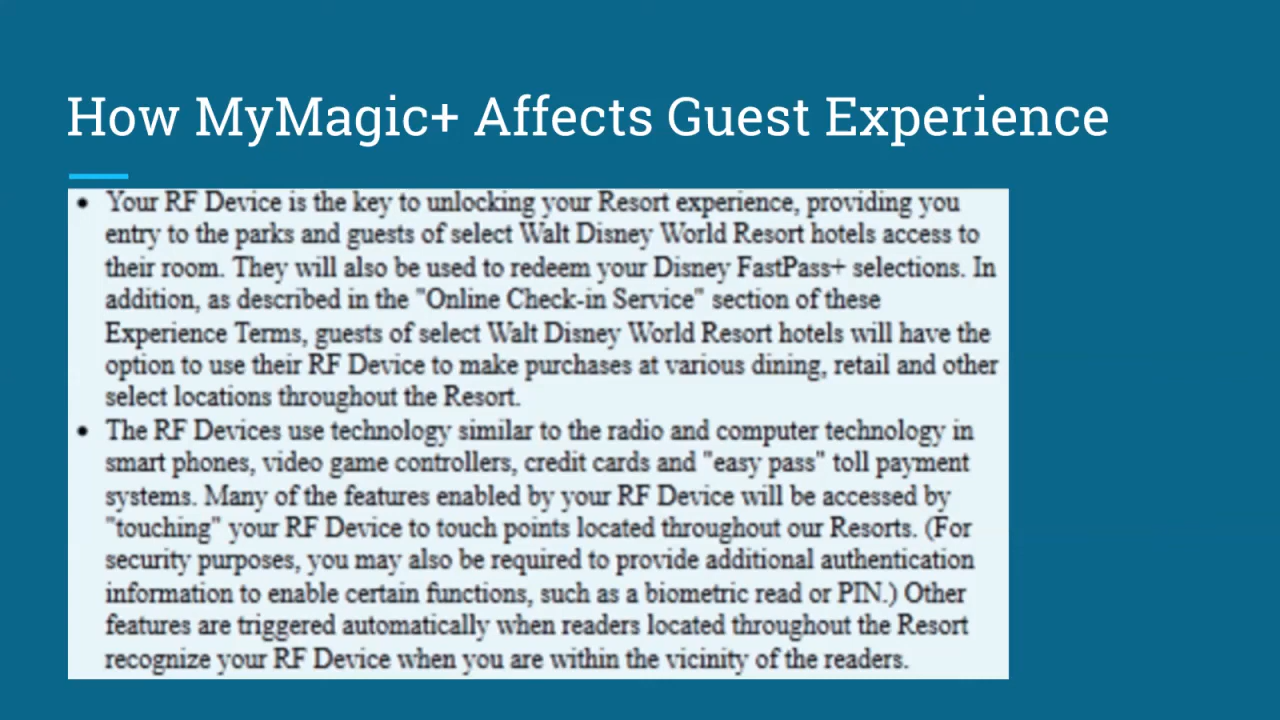 How MyMagic+ Affects Guest Experience
• Your RF Device is the key to unlocking your Resort experience, providing you
entry to the parks and guests of select Walt Disney World Resort hotels access to
their room. They will also be used to redeem your Disney FastPass+ selections. In
addition, as described in the "Online Check-in Service" section of these
Experience Terms, guests of select Walt Disney World Resort hotels will have the
option to use their RF Device to make purchases at various dining, retail and other
select locations throughout the Resort.
• The RF Devices use technology similar to the radio and computer technology in
smart phones, video game controllers, credit cards and "easy pass" toll payment
systems. Many of the features enabled by your RF Device will be accessed by
"touching" your RF Device to touch points located throughout our Resorts. (For
security purposes, you may also be required to provide additional authentication
information to enable certain functions, such as a biometric read or PIN.) Other
features are triggered automatically when readers located throughout the Resort
recognize your RF Device when you are within the vicinity of the readers.